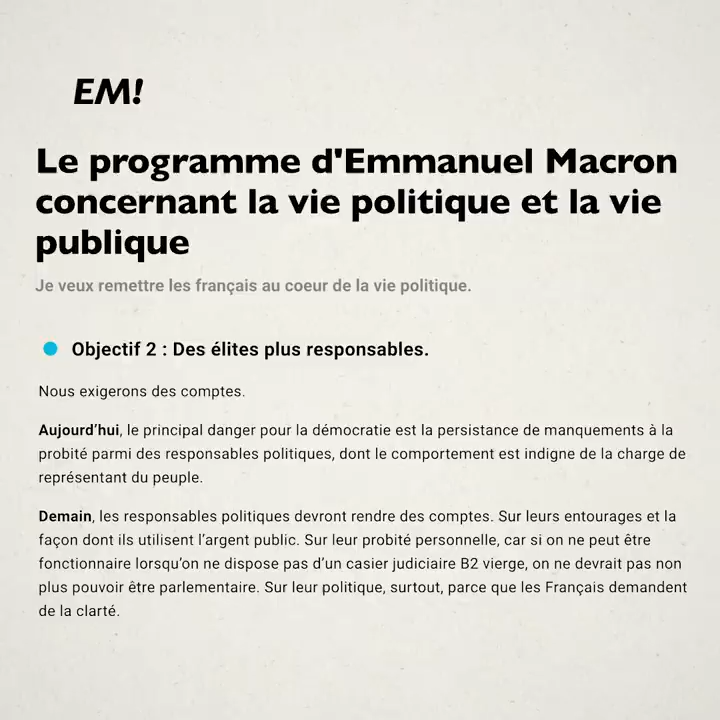 EM!
Le programme d'Emmanuel Macron
concernant la vie politique et la vie
publique
Je veux remettre les français au coeur de la vie politique.
Objectif 2 : Des élites plus responsables.
Nous exigerons des comptes.
Aujourd’hui, le principal danger pour la démocratie est la persistance de manquements à la
probité parmi des responsables politiques, dont le comportement est indigne de la charge de
représentant du peuple.
Demain, les responsables politiques devront rendre des comptes. Sur leurs entourages et la
façon dont ils utilisent l’argent public. Sur leur probité personnelle, car si on ne peut être
fonctionnaire lorsqu’on ne dispose pas d’un casier judiciaire B2 vierge, on ne devrait pas non
plus pouvoir être parlementaire. Sur leur politique, surtout, parce que les Français demandent
de la clarté.